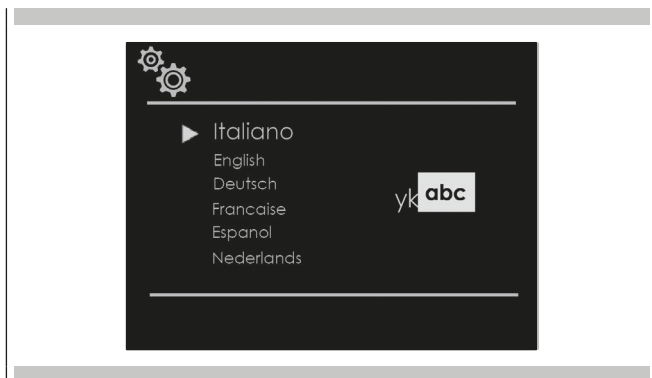 Italiano
English
Deutsch
Francaise
Espanol
Nederlands
yk abc